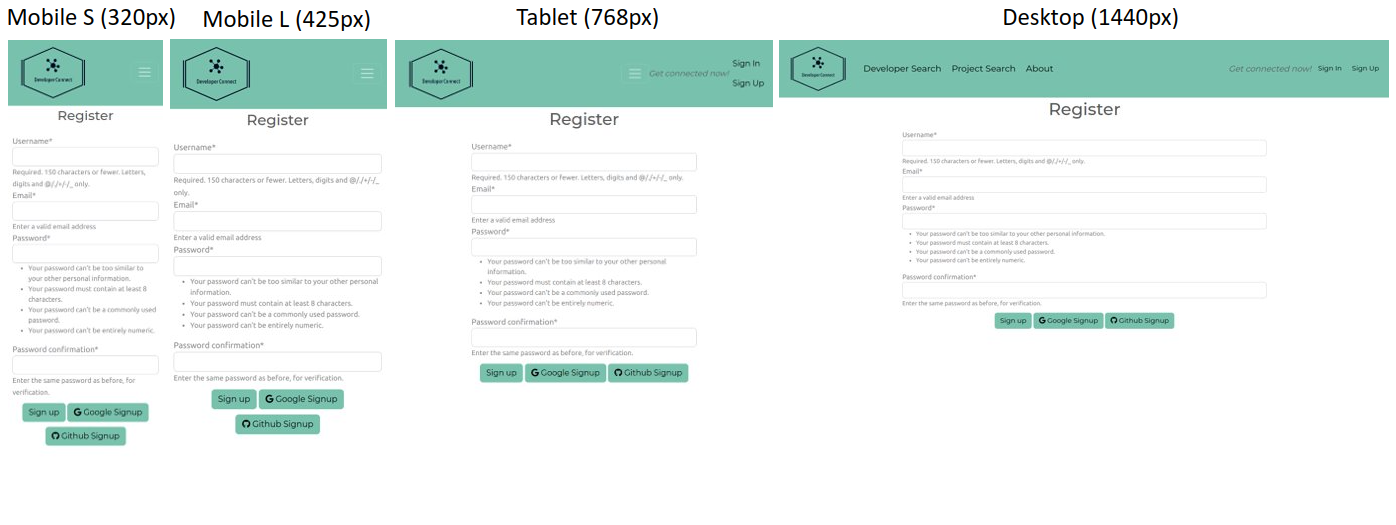 Mobile S (320px)
Developer Connect
Register
Username*
Required. 150 characters or fewer. Letters,
digits and @/./+/-/_ only.
Email*
Enter a valid email address
Password*
• Your password can't be too similar to
your other personal information.
• Your password must contain at least 8
characters.
• Your password can't be a commonly used
password.
• Your password can't be entirely numeric.
Password confirmation*
Enter the same password as before, for
verification.
Sign up Google Signup
Github Signup
Mobile L (425px)
Developer Connect
Register
Username*
Required. 150 characters or fewer. Letters, digits and @/./+/-/_
only.
Email*
Enter a valid email address
Password*
• Your password can't be too similar to your other personal
information.
• Your password must contain at least 8 characters.
• Your password can't be a commonly used password.
• Your password can't be entirely numeric.
Password confirmation*
Enter the same password as before, for verification.
Sign up Google Signup
Github Signup
Tablet (768px)
Developer Connect
Get connected now!
Sign In
Sign Up
Register
Username*
Required. 150 characters or fewer. Letters, digits and @/./+/-/_ only.
Email*
Enter a valid email address
Password*
• Your password can't be too similar to your other personal
information.
• Your password must contain at least 8 characters.
• Your password can't be a commonly used password.
• Your password can't be entirely numeric.
Password confirmation*
Enter the same password as before, for verification.
Sign up Google Signup Github Signup
Desktop (1440px)
Developer Connect
Developer Search Project Search About Get connected now! Sign In Sign Up
Register
Username*
Required. 150 characters or fewer. Letters, digits and @/./+/-/_ only.
Email*
Enter a valid email address
Password*
• Your password can't be too similar to your other personal information.
• Your password must contain at least 8 characters.
• Your password can't be a commonly used password.
• Your password can't be entirely numeric.
Password confirmation*
Enter the same password as before, for verification.
Sign up Google Signup Github Signup